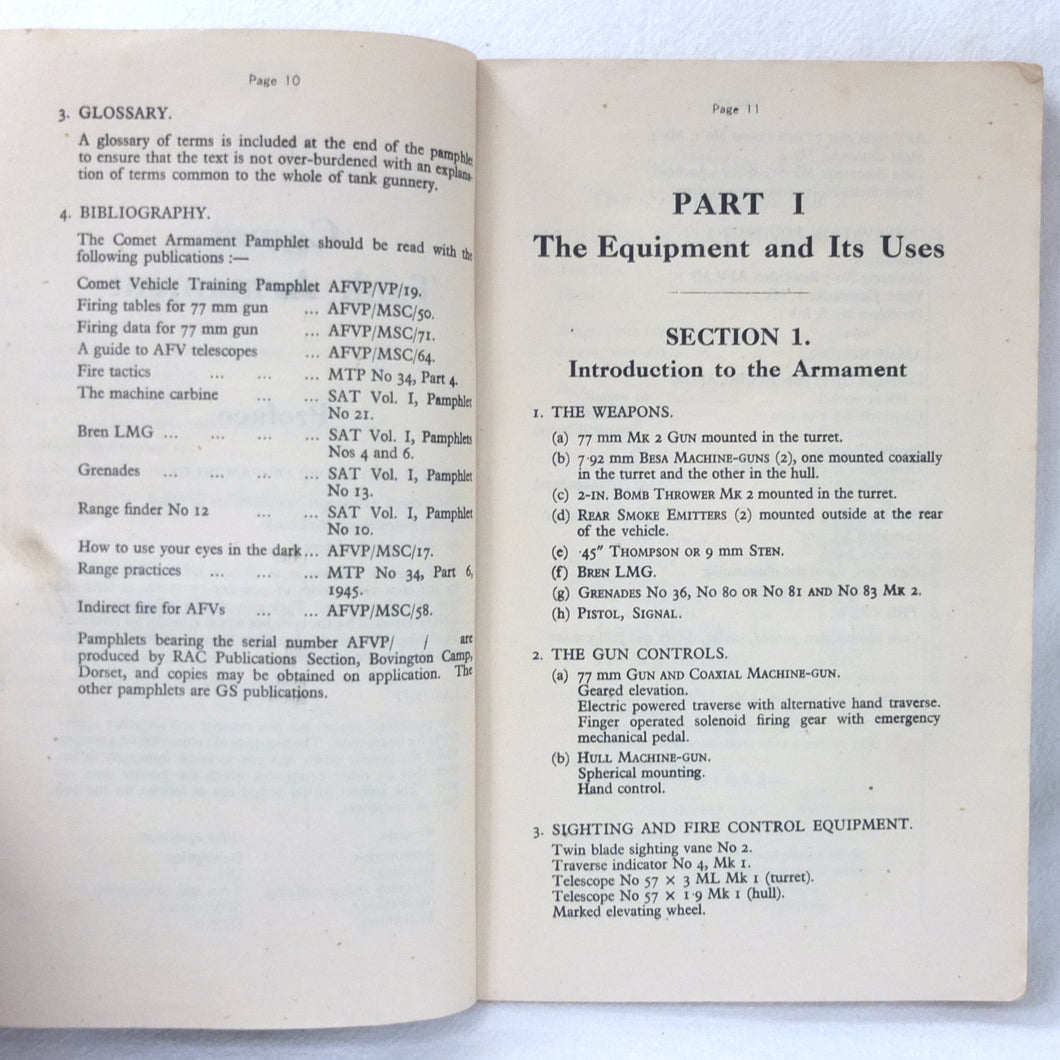 Page 10
3. GLOSSARY.
A glossary of terms is included at the end of the pamphlet
to ensure that the text is not over-burdened with an explana-
tion of terms common to the whole of tank gunnery.
4. BIBLIOGRAPHY.
The Comet Armament Pamphlet should be read with the
following publications :—
Comet Vehicle Training Pamphlet AFVP/VP/19.
Firing tables for 77 mm gun ... AFVP/MSC/50.
Firing data for 77 mm gun ... AFVP/MSC/71.
A guide to AFV telescopes ... AFVP/MSC/64.
Fire tactics ... ... ... MTP No 34, Part 4.
The machine carbine ... ... SAT Vol. I, Pamphlet
No 21.
Bren LMG ... ... ... ... SAT Vol. I, Pamphlets
Nos 4 and 6.
Grenades ... ... ... ... SAT Vol. I, Pamphlet
No 13.
Range finder No 12 ... ... SAT Vol. I, Pamphlet
No 10.
How to use your eyes in the dark... AFVP/MSC/17.
Range practices ... ... ... MTP No 34, Part 6,
1945.
Indirect fire for AFVs ... ... AFVP/MSC/58.
Pamphlets bearing the serial number AFVP/ / are
produced by RAC Publications Section, Bovington Camp,
Dorset, and copies may be obtained on application. The
other pamphlets are GS publications.
Page 11
PART I
The Equipment and Its Uses
SECTION 1.
Introduction to the Armament
1. THE WEAPONS.
(a) 77 mm MK 2 GUN mounted in the turret.
(b) 7·92 mm BESA MACHINE-GUNS (2), one mounted coaxially
in the turret and the other in the hull.
(c) 2-IN. BOMB THROWER MK 2 mounted in the turret.
(d) REAR SMOKE EMITTERS (2) mounted outside at the rear
of the vehicle.
(e) ·45″ THOMPSON OR 9 mm STEN.
(f) BREN LMG.
(g) GRENADES NO 36, NO 80 OR NO 81 AND NO 83 MK 2.
(h) PISTOL, SIGNAL.
2. THE GUN CONTROLS.
(a) 77 mm GUN AND COAXIAL MACHINE-GUN.
Geared elevation.
Electric powered traverse with alternative hand traverse.
Finger operated solenoid firing gear with emergency
mechanical pedal.
(b) HULL MACHINE-GUN.
Spherical mounting.
Hand control.
3. SIGHTING AND FIRE CONTROL EQUIPMENT.
Twin blade sighting vane No 2.
Traverse indicator No 4, Mk 1.
Telescope No 57 × 3 ML Mk 1 (turret).
Telescope No 57 × 1·9 Mk 1 (hull).
Marked elevating wheel.